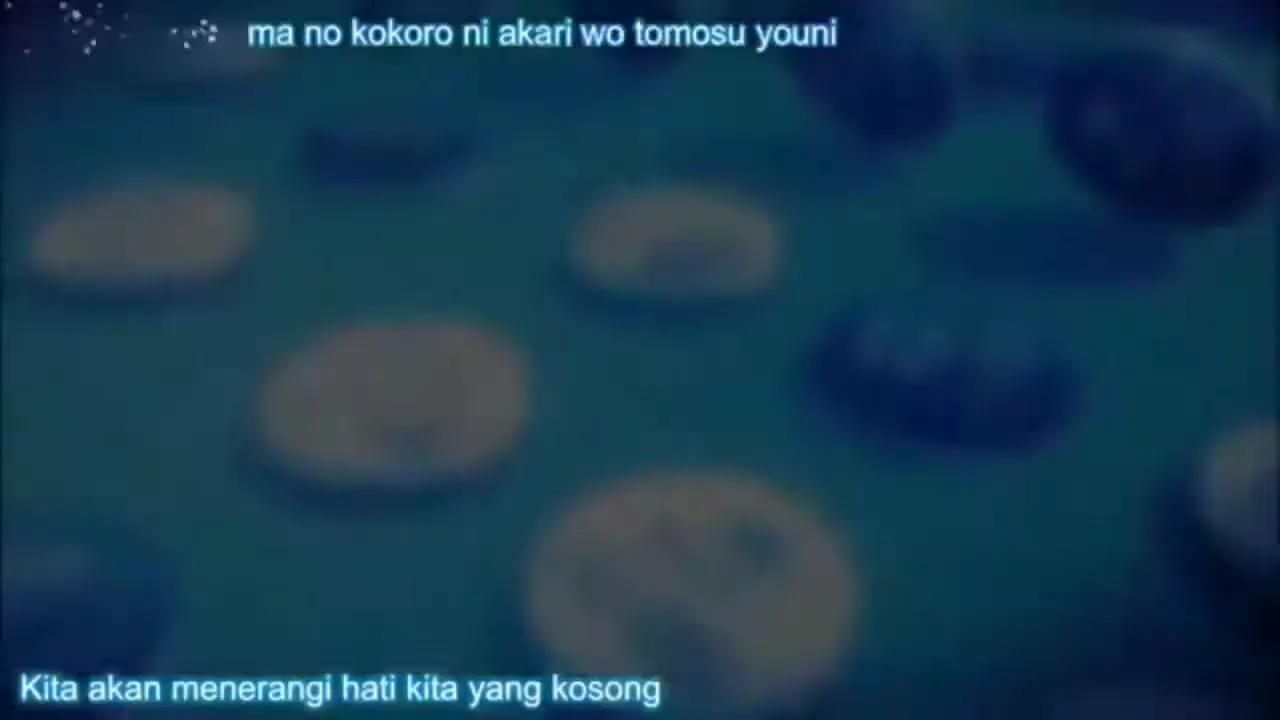 ma no kokoro ni akari wo tomosu youni
Kita akan menerangi hati kita yang kosong